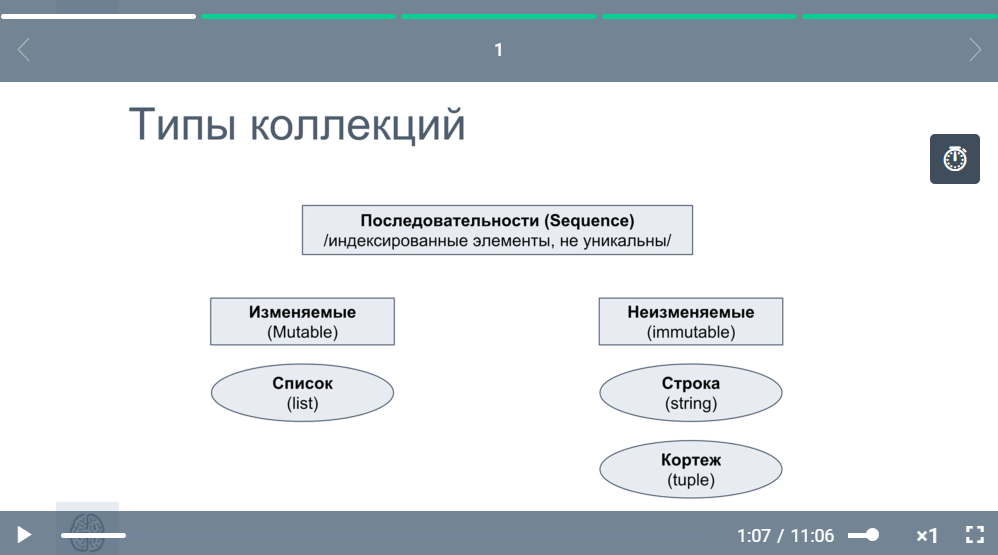 1
Типы коллекций
Последовательности (Sequence)
/индексированные элементы, не уникальны/
Изменяемые
(Mutable)
Неизменяемые
(immutable)
Список
(list)
Строка
(string)
Кортеж
(tuple)
1:07 / 11:06
×1